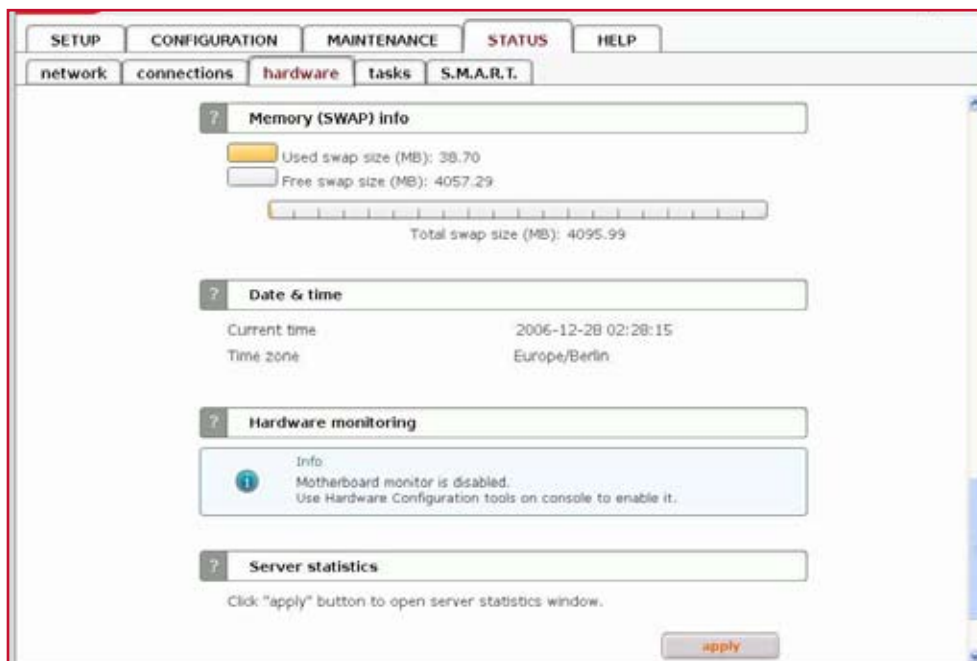 SETUP CONFIGURATION MAINTENANCE STATUS HELP
network connections hardware tasks S.M.A.R.T.
? Memory (SWAP) info
Used swap size (MB): 38.70
Free swap size (MB): 4057.29
Total swap size (MB): 4095.99
? Date & time
Current time 2006-12-28 02:28:15
Time zone Europe/Berlin
? Hardware monitoring
Info
Motherboard monitor is disabled.
Use Hardware Configuration tools on console to enable it.
? Server statistics
Click "apply" button to open server statistics window.
apply